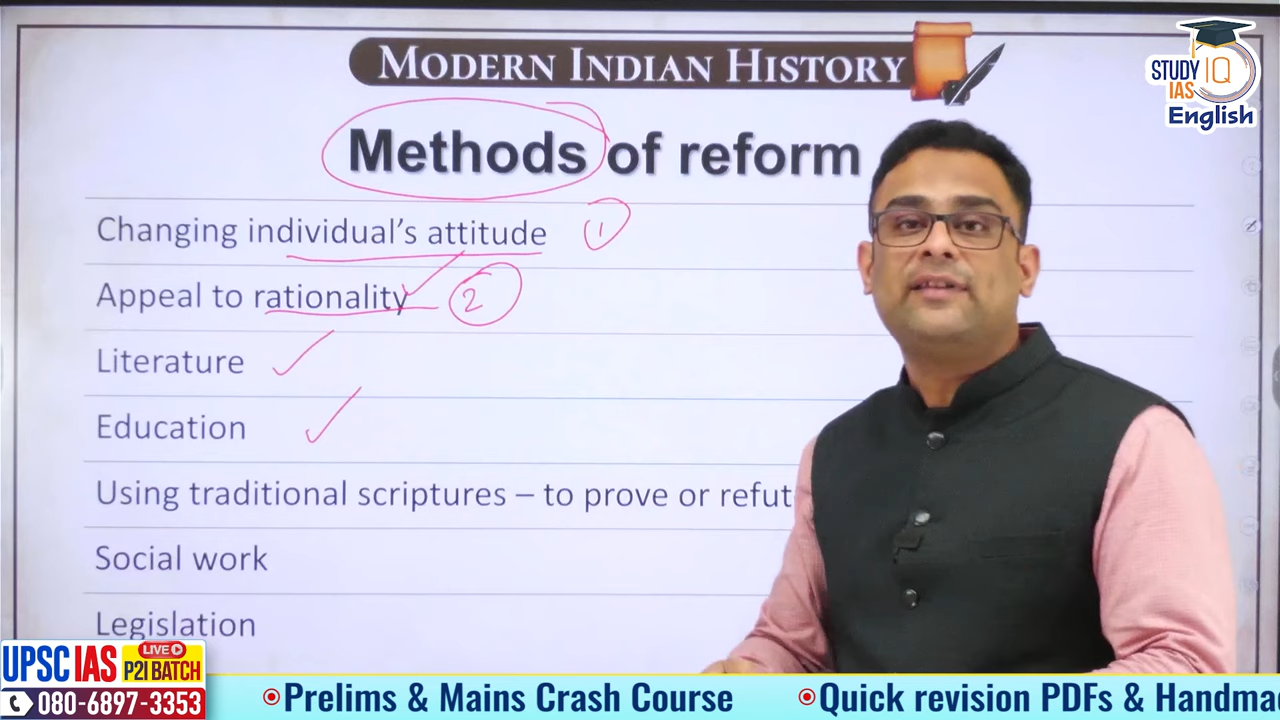 MODERN INDIAN HISTORY
STUDY IQ
IAS
English
Methods of reform
Changing individual's attitude 1
Appeal to rationality 2
Literature
Education
Using traditional scriptures – to prove or refut
Social work
Legislation
UPSC IAS LIVE P2I BATCH
080-6897-3353
Prelims & Mains Crash Course Quick revision PDFs & Handma